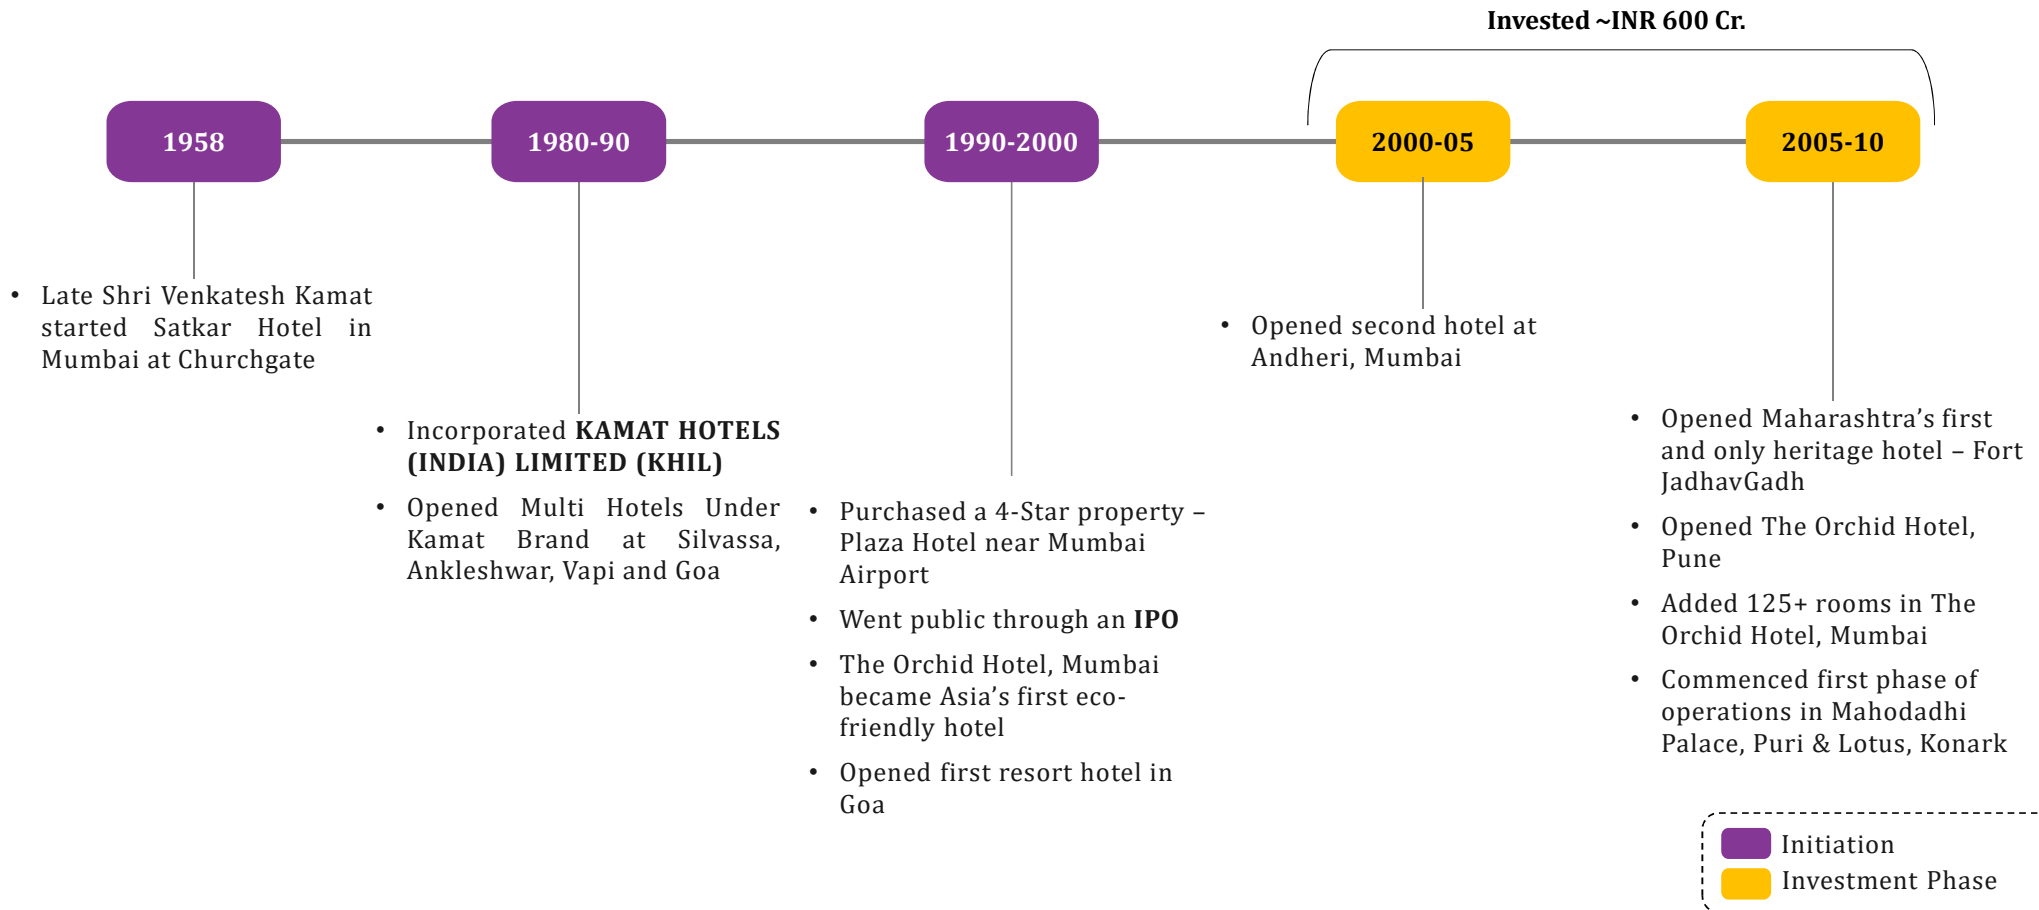 Invested ~INR 600 Cr.
1958
1980-90
1990-2000
2000-05
2005-10
• Late Shri Venkatesh Kamat
started Satkar Hotel in
Mumbai at Churchgate
• Incorporated KAMAT HOTELS
(INDIA) LIMITED (KHIL)
• Opened Multi Hotels Under
Kamat Brand at Silvassa,
Ankleshwar, Vapi and Goa
• Purchased a 4-Star property –
Plaza Hotel near Mumbai
Airport
• Went public through an IPO
• The Orchid Hotel, Mumbai
became Asia’s first eco-
friendly hotel
• Opened first resort hotel in
Goa
• Opened second hotel at
Andheri, Mumbai
• Opened Maharashtra’s first
and only heritage hotel – Fort
JadhavGadh
• Opened The Orchid Hotel,
Pune
• Added 125+ rooms in The
Orchid Hotel, Mumbai
• Commenced first phase of
operations in Mahodadhi
Palace, Puri & Lotus, Konark
Initiation
Investment Phase